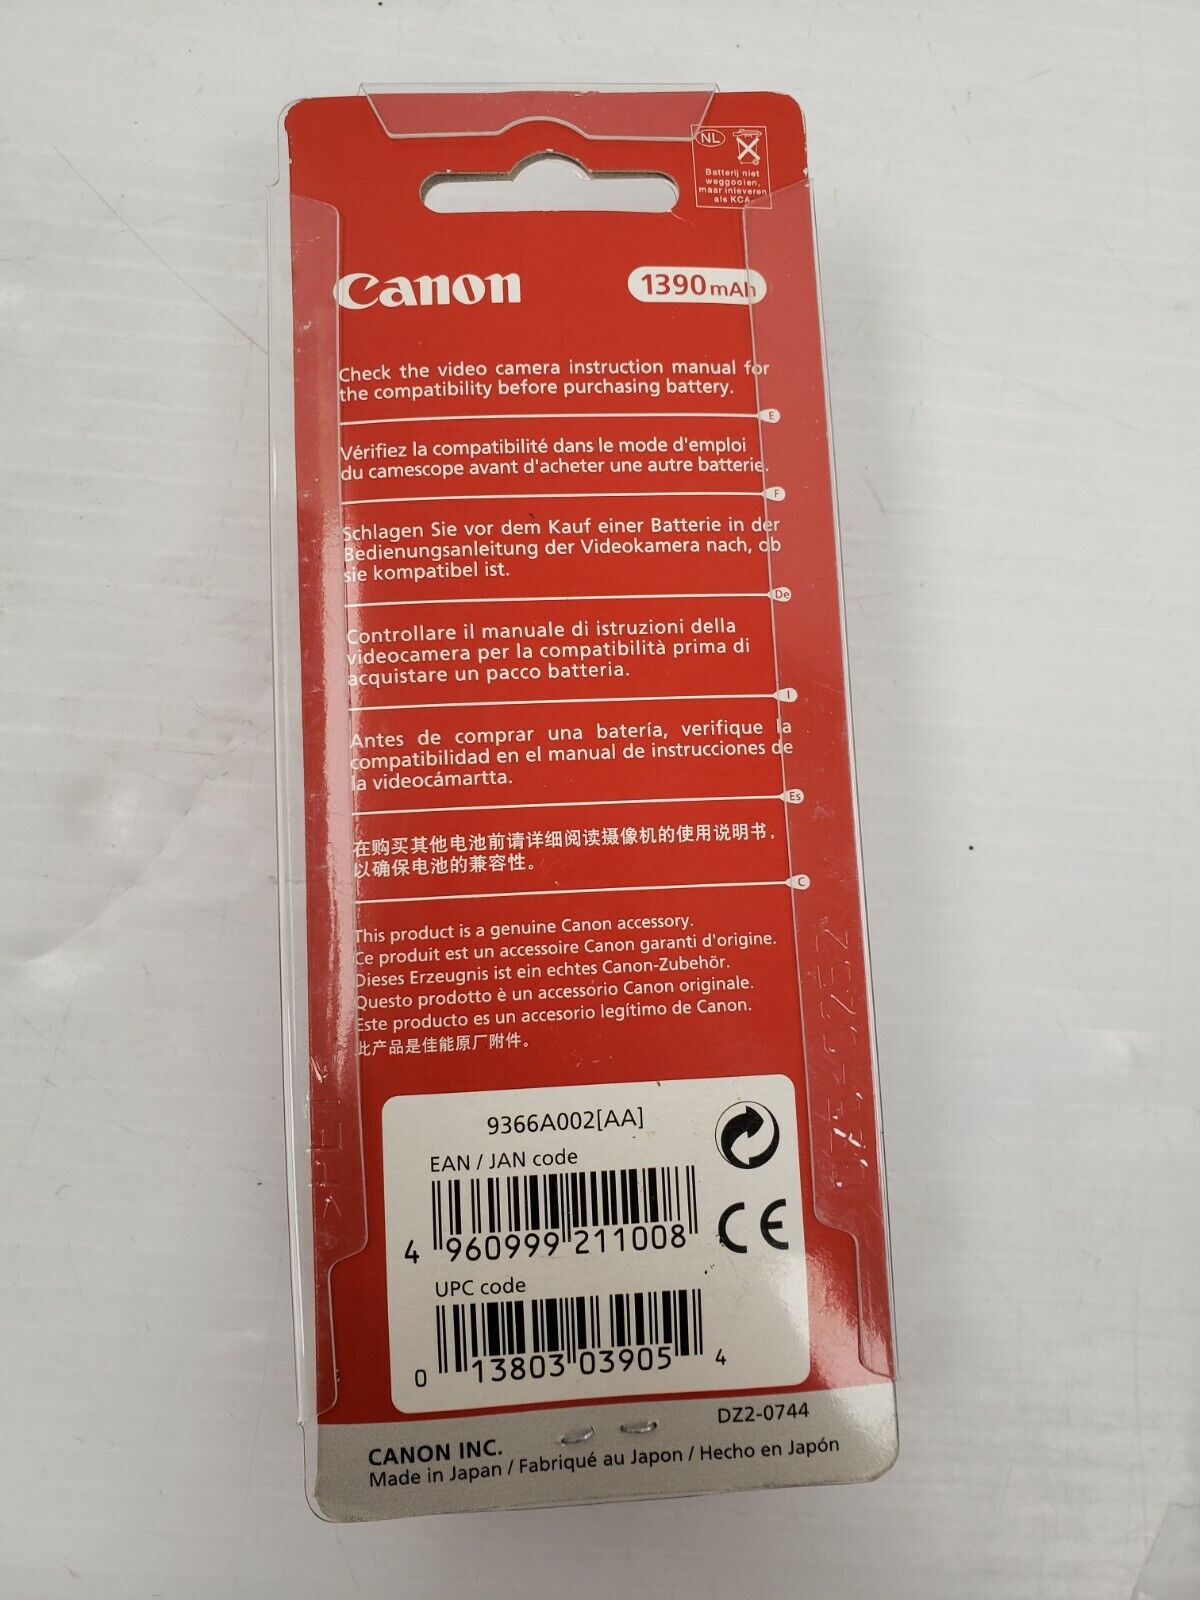 NL
Batterij niet
weggooien,
maar inleveren
als KCA
Canon
1390 mAh
Check the video camera instruction manual for
the compatibility before purchasing battery.
E
Vérifiez la compatibilité dans le mode d'emploi
du camescope avant d'acheter une autre batterie.
F
Schlagen Sie vor dem Kauf einer Batterie in der
Bedienungsanleitung der Videokamera nach, ob
sie kompatibel ist.
De
Controllare il manuale di istruzioni della
videocamera per la compatibilità prima di
acquistare un pacco batteria.
I
Antes de comprar una batería, verifique la
compatibilidad en el manual de instrucciones de
la videocámartta.
Es
在购买其他电池前请详细阅读摄像机的使用说明书，
以确保电池的兼容性。
C
This product is a genuine Canon accessory.
Ce produit est un accessoire Canon garanti d'origine.
Dieses Erzeugnis ist ein echtes Canon-Zubehör.
Questo prodotto è un accessorio Canon originale.
Este producto es un accesorio legítimo de Canon.
此产品是佳能原厂附件。
9366A002[AA]
EAN / JAN code
4 960999 211008
CE
UPC code
0 13803 03905 4
DZ2-0744
CANON INC.
Made in Japan / Fabriqué au Japon / Hecho en Japón